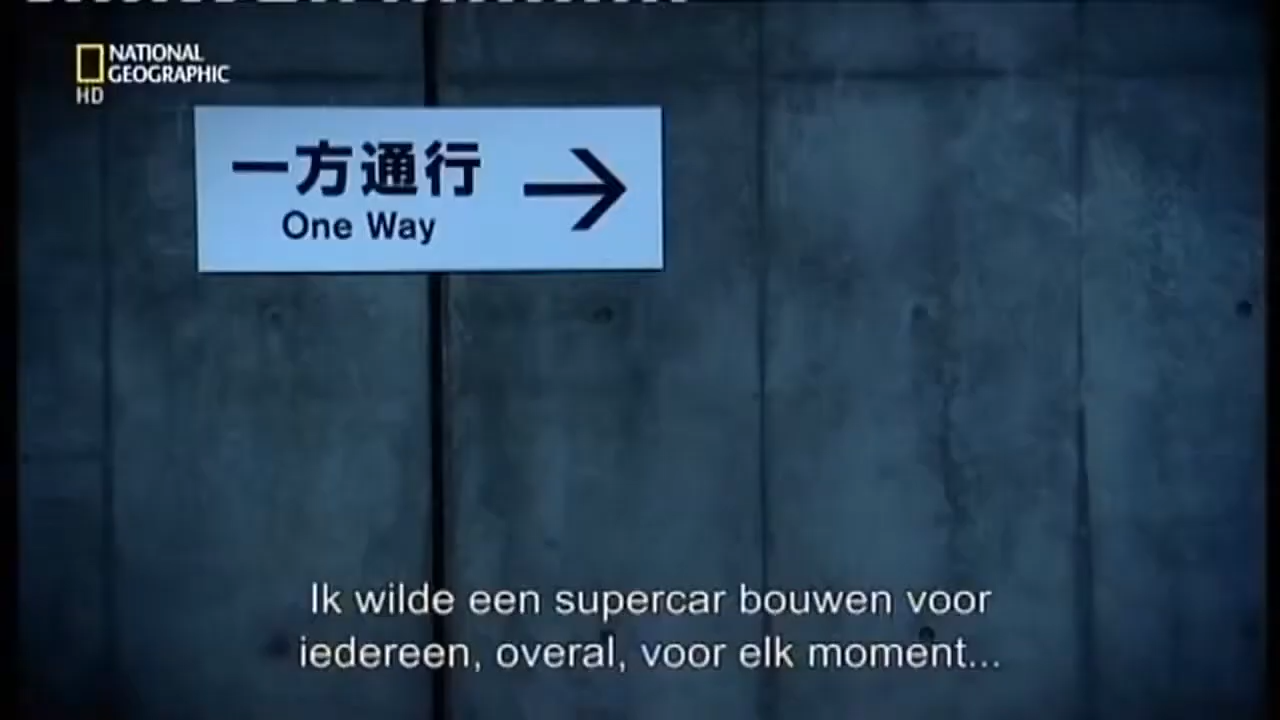 NATIONAL
GEOGRAPHIC
HD
一方通行
One Way
Ik wilde een supercar bouwen voor
iedereen, overal, voor elk moment...